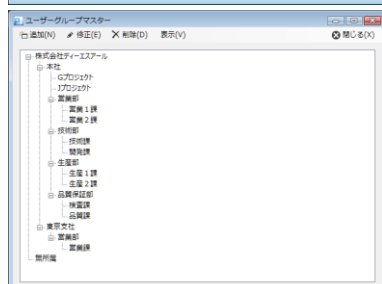 ユーザーグループマスター
追加(N) 修正(E) 削除(D) 表示(V) 閉じる(X)
株式会社ディーエスアール
本社
Gプロジェクト
Jプロジェクト
営業部
営業1課
営業2課
技術部
技術課
開発課
生産部
生産1課
生産2課
品質保証部
検査課
品質課
東京支社
営業部
営業課
無所属